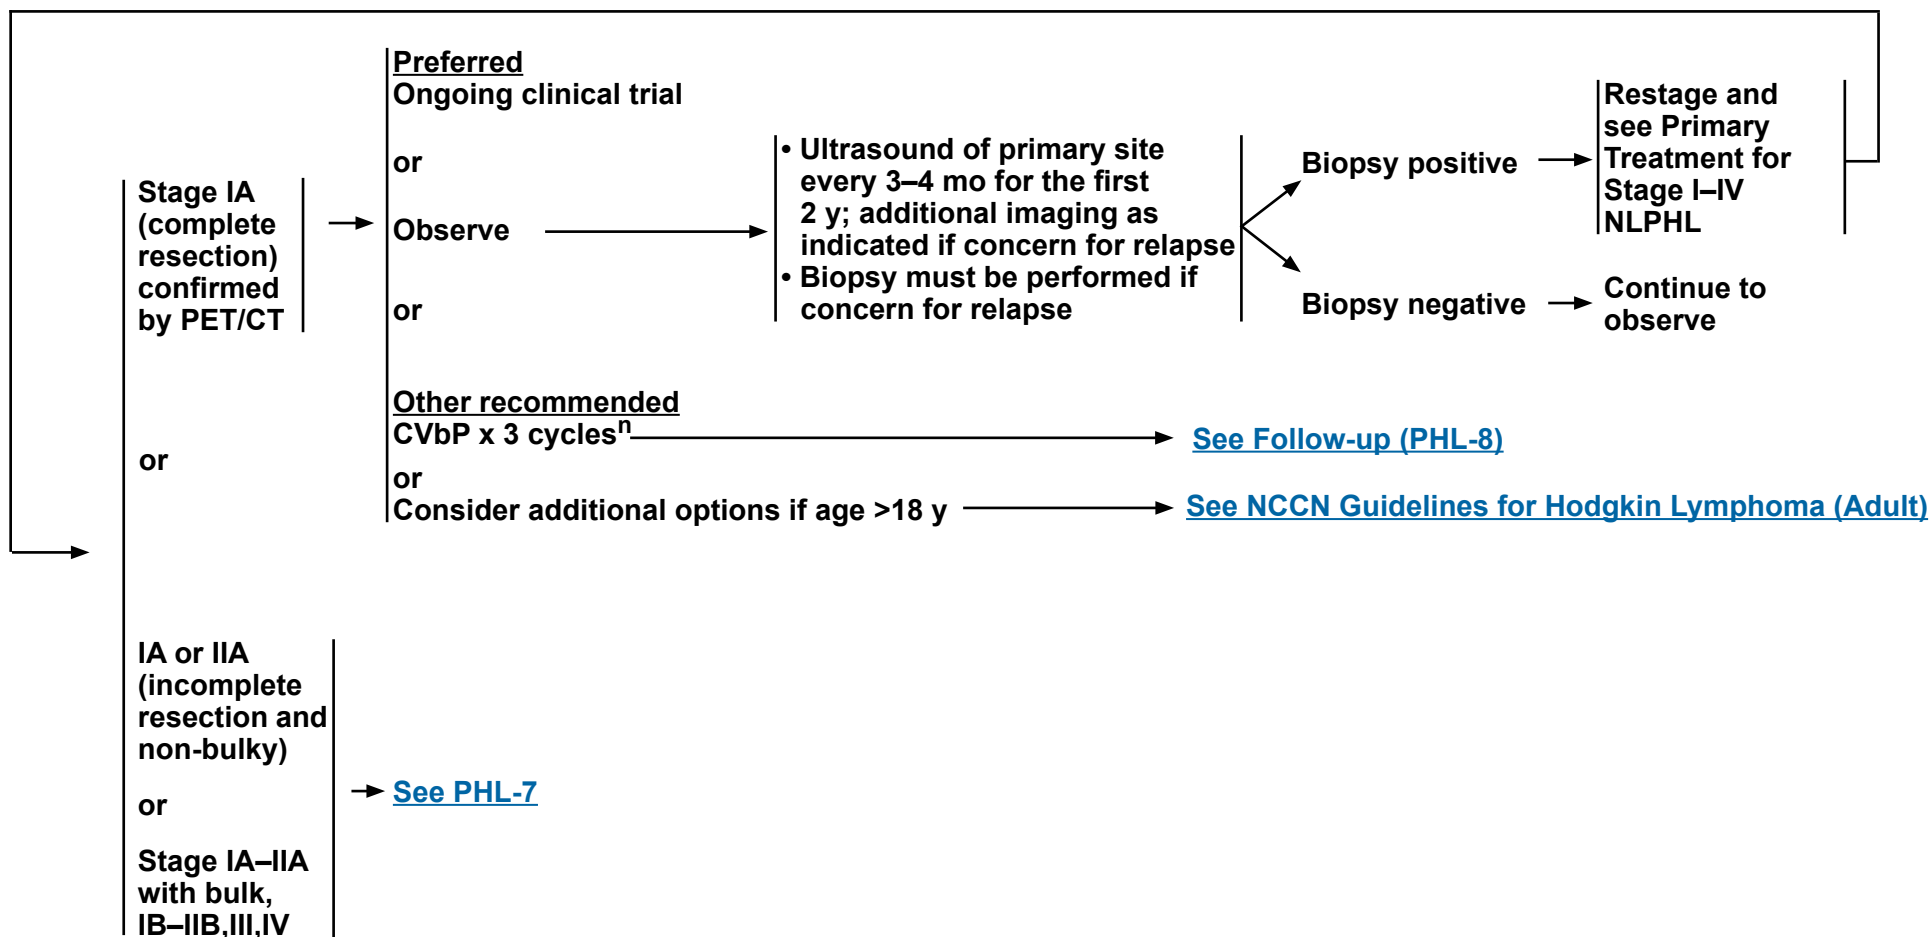 Stage IA
(complete
resection)
confirmed
by PET/CT
or
IA or IIA
(incomplete
resection and
non-bulky)
or
Stage IA–IIA
with bulk,
IB–IIB,III,IV
Preferred
Ongoing clinical trial
or
Observe
or
Other recommended
CVbP x 3 cyclesⁿ
or
Consider additional options if age >18 y
• Ultrasound of primary site
every 3–4 mo for the first
2 y; additional imaging as
indicated if concern for relapse
• Biopsy must be performed if
concern for relapse
Biopsy positive
Restage and
see Primary
Treatment for
Stage I–IV
NLPHL
Biopsy negative
Continue to
observe
See Follow-up (PHL-8)
See NCCN Guidelines for Hodgkin Lymphoma (Adult)
See PHL-7